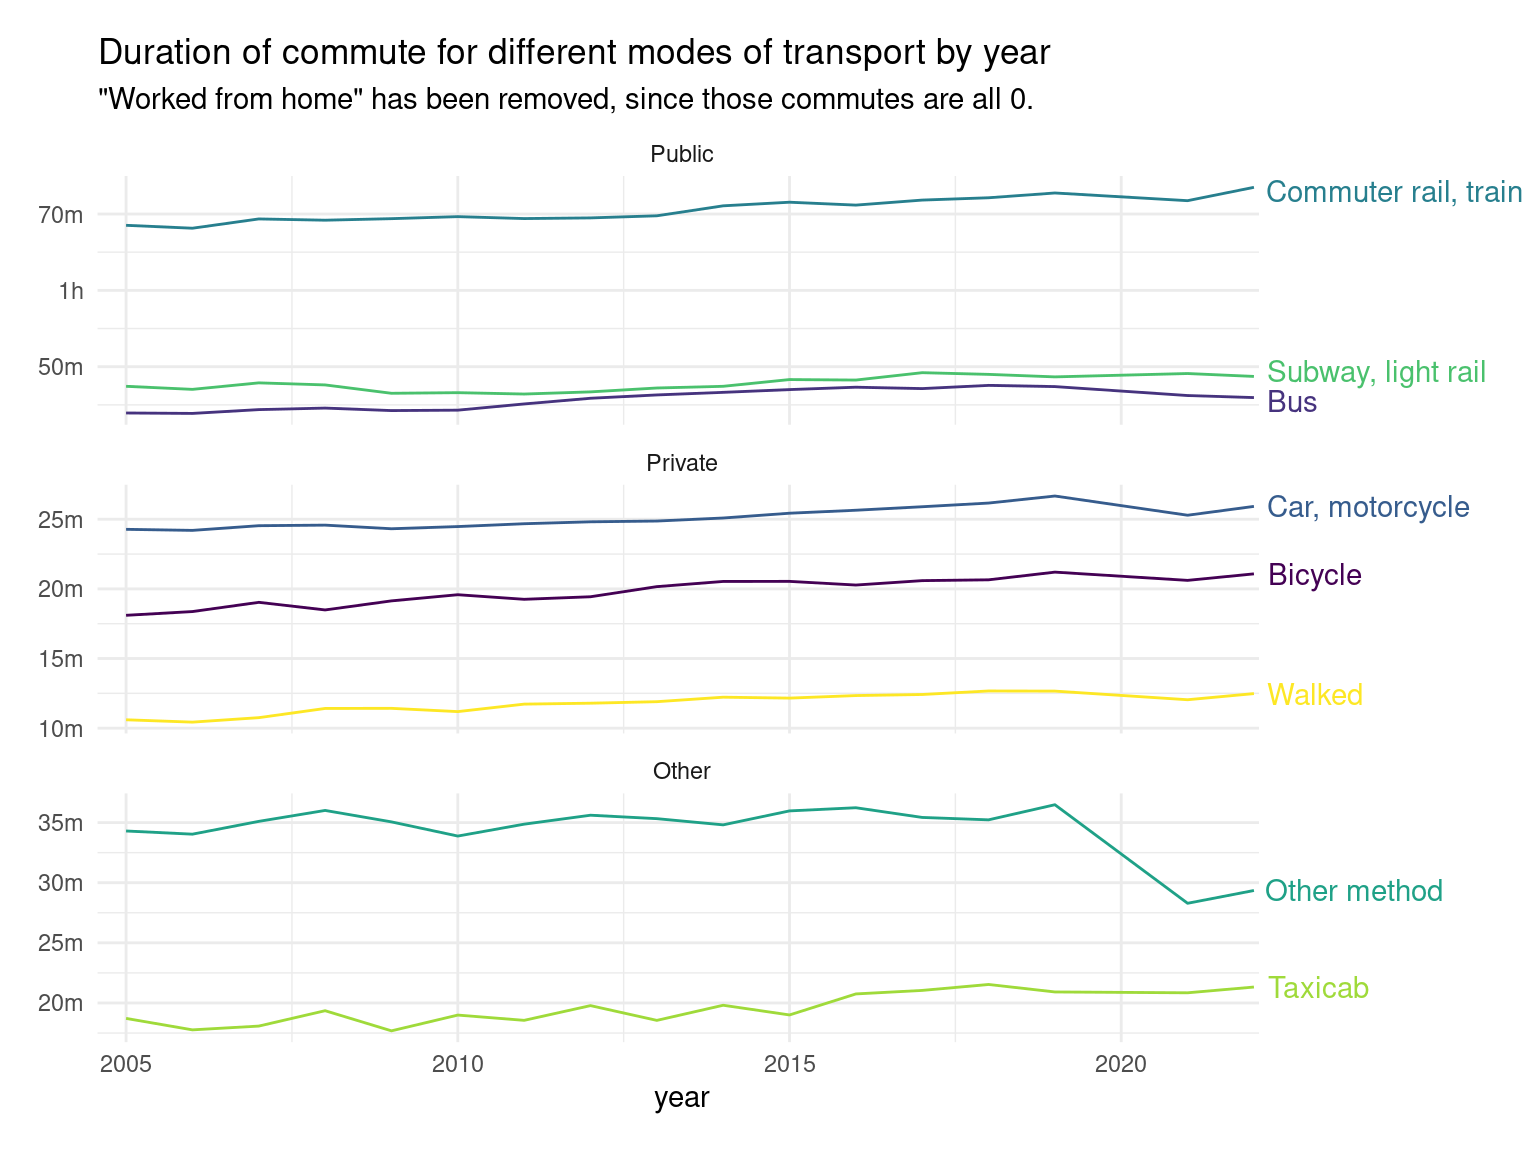 Duration of commute for different modes of transport by year
"Worked from home" has been removed, since those commutes are all 0.
Public
70m
1h
50m
Commuter rail, train
Subway, light rail
Bus
Private
25m
20m
15m
10m
Car, motorcycle
Bicycle
Walked
Other
35m
30m
25m
20m
Other method
Taxicab
2005 2010 2015 2020
year